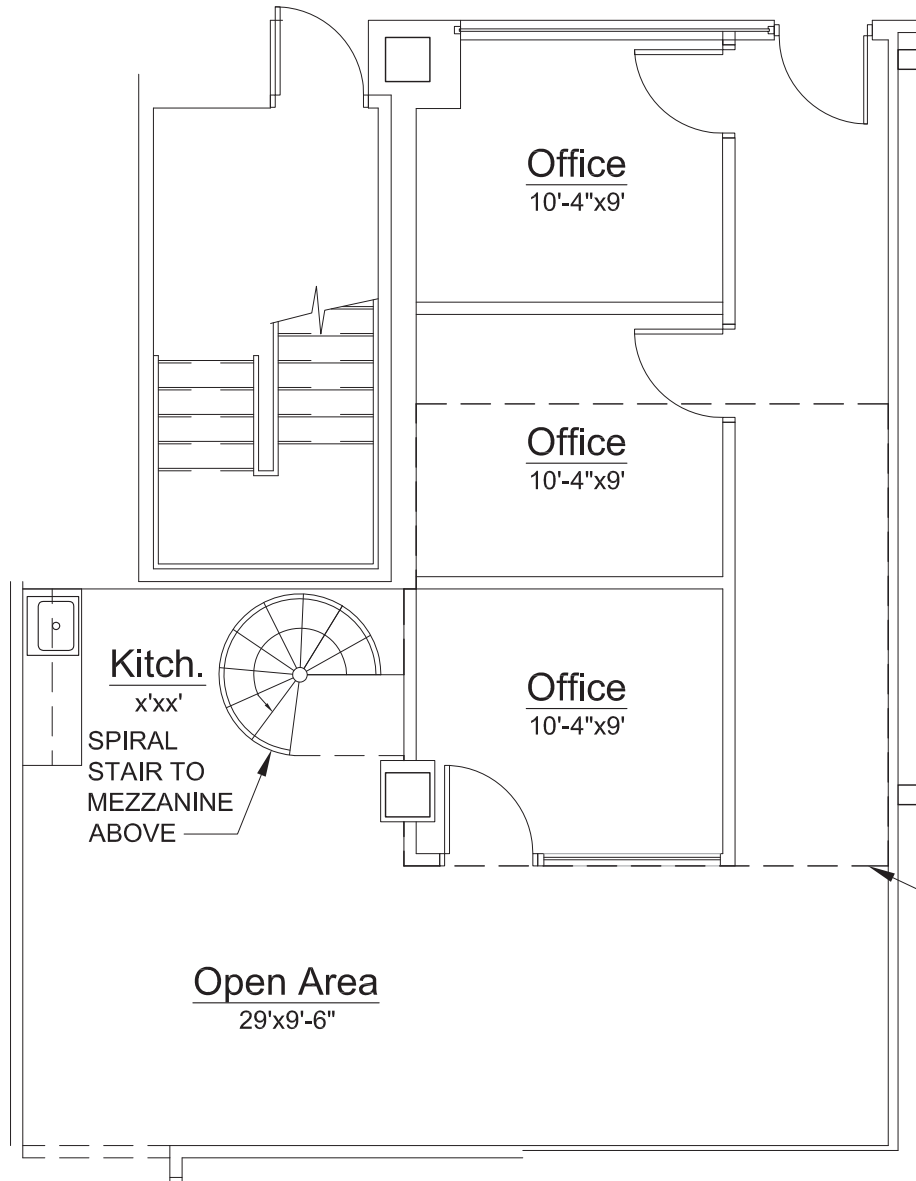 Office
10'-4"x9'
Office
10'-4"x9'
Kitch.
x'xx'
SPIRAL
STAIR TO
MEZZANINE
ABOVE
Office
10'-4"x9'
Open Area
29'x9'-6"